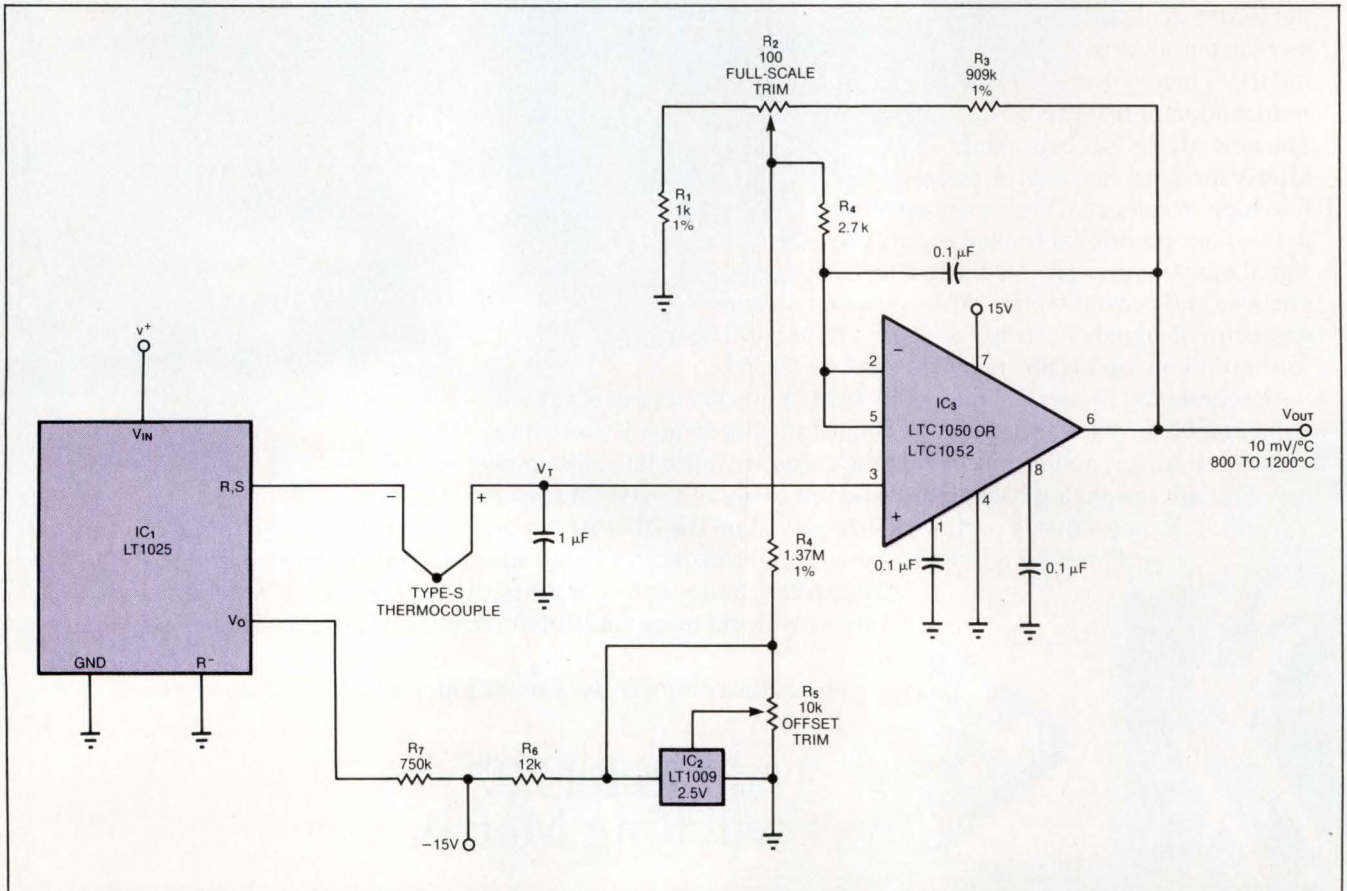 R2
100
FULL-SCALE
TRIM
R3
909k
1%
R1
1k
1%
R4
2.7k
0.1 µF
15V
7
2
5
3
−
+
IC3
LTC1050 OR
LTC1052
6
8
4
1
0.1 µF
0.1 µF
VOUT
10 mV/°C
800 TO 1200°C
V+
VIN
R,S
IC1
LT1025
VO
GND
R−
−
+
TYPE-S
THERMOCOUPLE
VT
1 µF
R4
1.37M
1%
R5
10k
OFFSET
TRIM
R7
750k
R6
12k
IC2
LT1009
2.5V
−15V